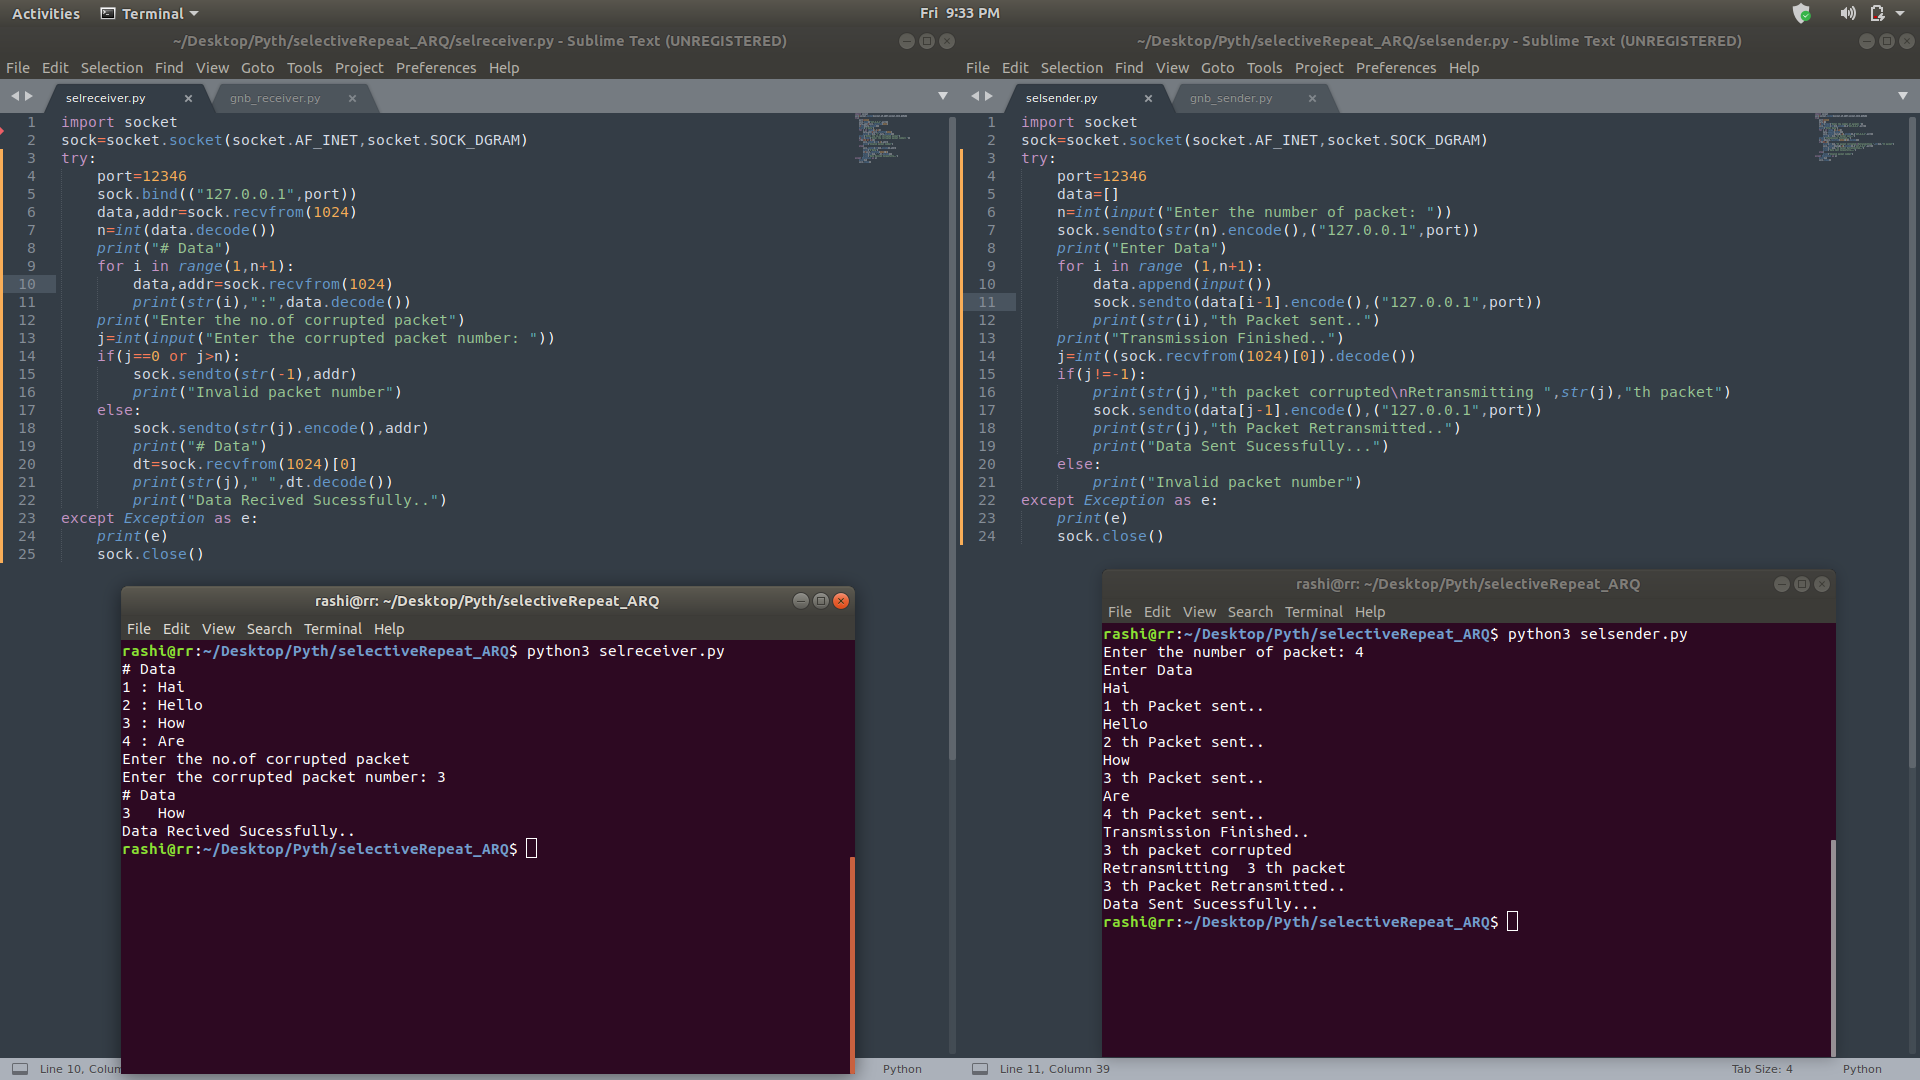 Activities Terminal Fri 9:33 PM
~/Desktop/Pyth/selectiveRepeat_ARQ/selreceiver.py - Sublime Text (UNREGISTERED)
File Edit Selection Find View Goto Tools Project Preferences Help
selreceiver.py gnb_receiver.py
1 import socket
2 sock=socket.socket(socket.AF_INET,socket.SOCK_DGRAM)
3 try:
4 port=12346
5 sock.bind(("127.0.0.1",port))
6 data,addr=sock.recvfrom(1024)
7 n=int(data.decode())
8 print("# Data")
9 for i in range(1,n+1):
10 data,addr=sock.recvfrom(1024)
11 print(str(i),":",data.decode())
12 print("Enter the no.of corrupted packet")
13 j=int(input("Enter the corrupted packet number: "))
14 if(j==0 or j>n):
15 sock.sendto(str(-1),addr)
16 print("Invalid packet number")
17 else:
18 sock.sendto(str(j).encode(),addr)
19 print("# Data")
20 dt=sock.recvfrom(1024)[0]
21 print(str(j)," ",dt.decode())
22 print("Data Recived Sucessfully..")
23 except Exception as e:
24 print(e)
25 sock.close()
rashi@rr: ~/Desktop/Pyth/selectiveRepeat_ARQ
File Edit View Search Terminal Help
rashi@rr:~/Desktop/Pyth/selectiveRepeat_ARQ$ python3 selreceiver.py
# Data
1 : Hai
2 : Hello
3 : How
4 : Are
Enter the no.of corrupted packet
Enter the corrupted packet number: 3
# Data
3   How
Data Recived Sucessfully..
rashi@rr:~/Desktop/Pyth/selectiveRepeat_ARQ$
Line 10, Colum Python
~/Desktop/Pyth/selectiveRepeat_ARQ/selsender.py - Sublime Text (UNREGISTERED)
File Edit Selection Find View Goto Tools Project Preferences Help
selsender.py gnb_sender.py
1 import socket
2 sock=socket.socket(socket.AF_INET,socket.SOCK_DGRAM)
3 try:
4 port=12346
5 data=[]
6 n=int(input("Enter the number of packet: "))
7 sock.sendto(str(n).encode(),("127.0.0.1",port))
8 print("Enter Data")
9 for i in range (1,n+1):
10 data.append(input())
11 sock.sendto(data[i-1].encode(),("127.0.0.1",port))
12 print(str(i),"th Packet sent..")
13 print("Transmission Finished..")
14 j=int((sock.recvfrom(1024)[0]).decode())
15 if(j!=-1):
16 print(str(j),"th packet corrupted\nRetransmitting ",str(j),"th packet")
17 sock.sendto(data[j-1].encode(),("127.0.0.1",port))
18 print(str(j),"th Packet Retransmitted..")
19 print("Data Sent Sucessfully...")
20 else:
21 print("Invalid packet number")
22 except Exception as e:
23 print(e)
24 sock.close()
rashi@rr: ~/Desktop/Pyth/selectiveRepeat_ARQ
File Edit View Search Terminal Help
rashi@rr:~/Desktop/Pyth/selectiveRepeat_ARQ$ python3 selsender.py
Enter the number of packet: 4
Enter Data
Hai
1 th Packet sent..
Hello
2 th Packet sent..
How
3 th Packet sent..
Are
4 th Packet sent..
Transmission Finished..
3 th packet corrupted
Retransmitting  3 th packet
3 th Packet Retransmitted..
Data Sent Sucessfully...
rashi@rr:~/Desktop/Pyth/selectiveRepeat_ARQ$
Line 11, Column 39 Tab Size: 4 Python